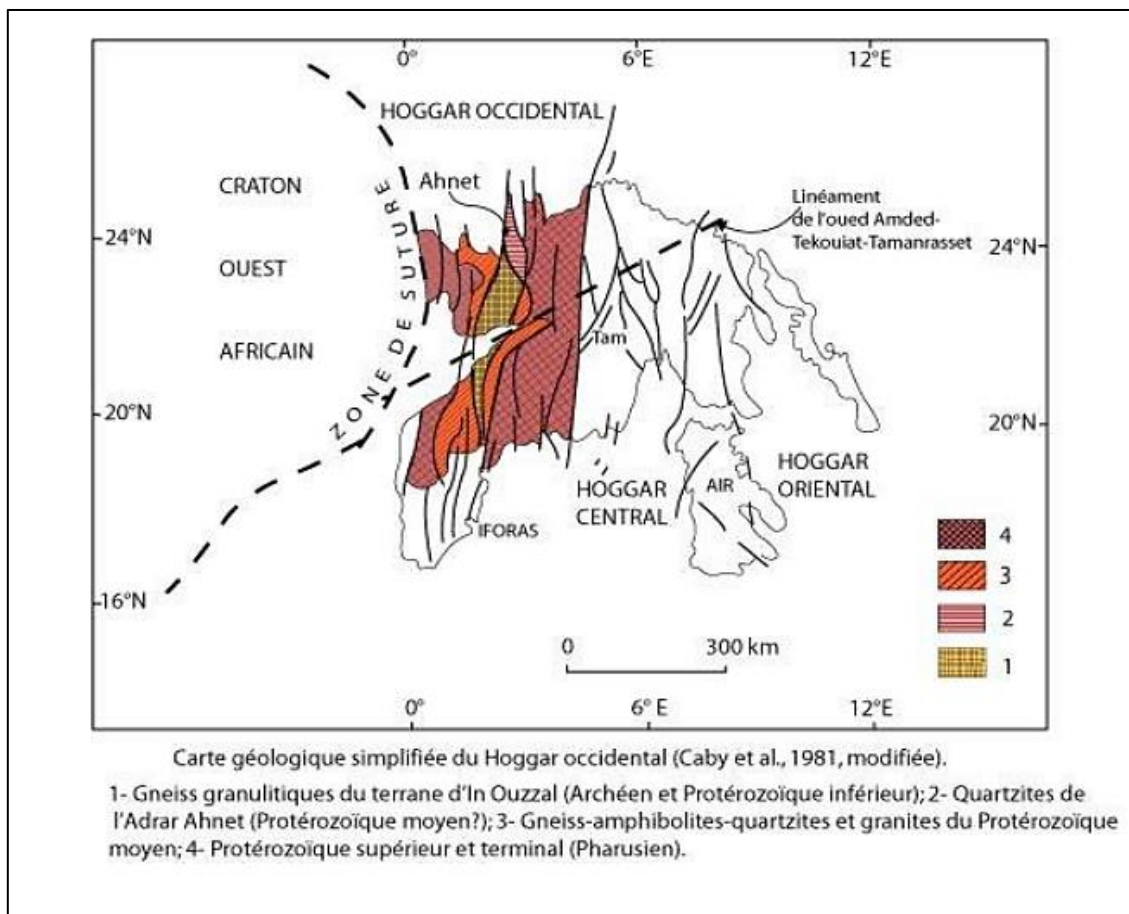 0° 6°E 12°E
HOGGAR OCCIDENTAL
CRATON
Ahnet
Linéament
de l'oued Amded-
Tekouiat-Tamanrasset
24°N 24°N
OUEST
ZONE DE SUTURE
AFRICAIN
Tam
20°N 20°N
HOGGAR
CENTRAL
AIR
HOGGAR
ORIENTAL
IFORAS
4
3
2
1
16°N
0 300 km
0° 6° E 12°E
Carte géologique simplifiée du Hoggar occidental (Caby et al., 1981, modifiée).
1- Gneiss granulitiques du terrane d'In Ouzzal (Archéen et Protérozoïque inférieur); 2- Quartzites de
l'Adrar Ahnet (Protérozoïque moyen?); 3- Gneiss-amphibolites-quartzites et granites du Protérozoïque
moyen; 4- Protérozoïque supérieur et terminal (Pharusien).